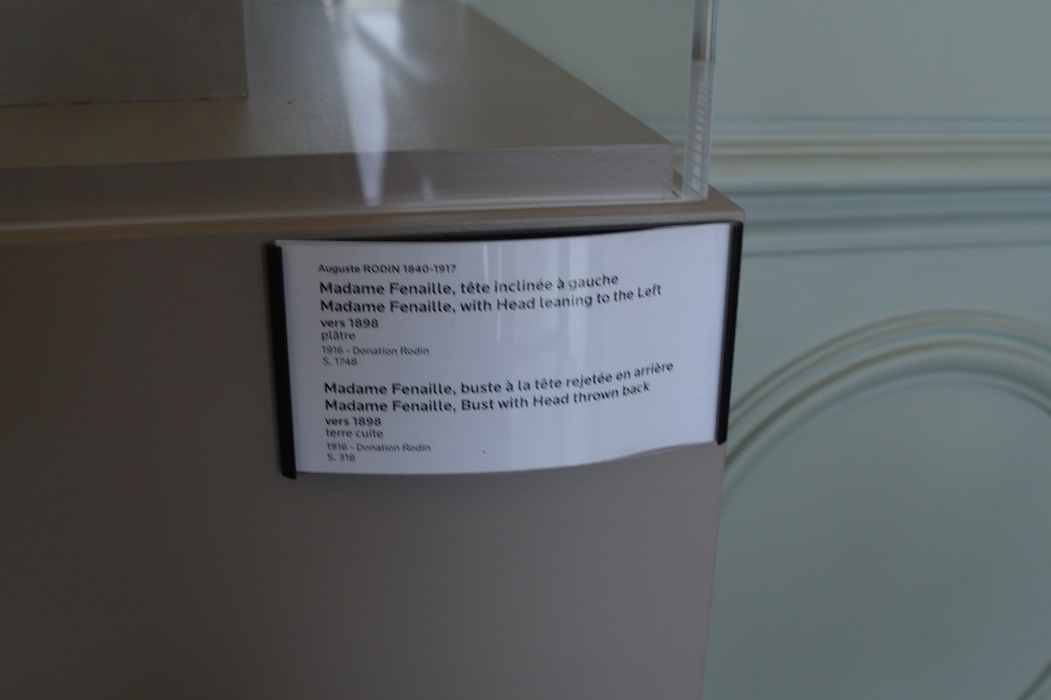 Auguste RODIN 1840-1917
Madame Fenaille, tête inclinée à gauche
Madame Fenaille, with Head leaning to the Left
vers 1898
plâtre
1916 - Donation Rodin
S. 1748
Madame Fenaille, buste à la tête rejetée en arrière
Madame Fenaille, Bust with Head thrown back
vers 1898
terre cuite
1916 - Donation Rodin
S. 318